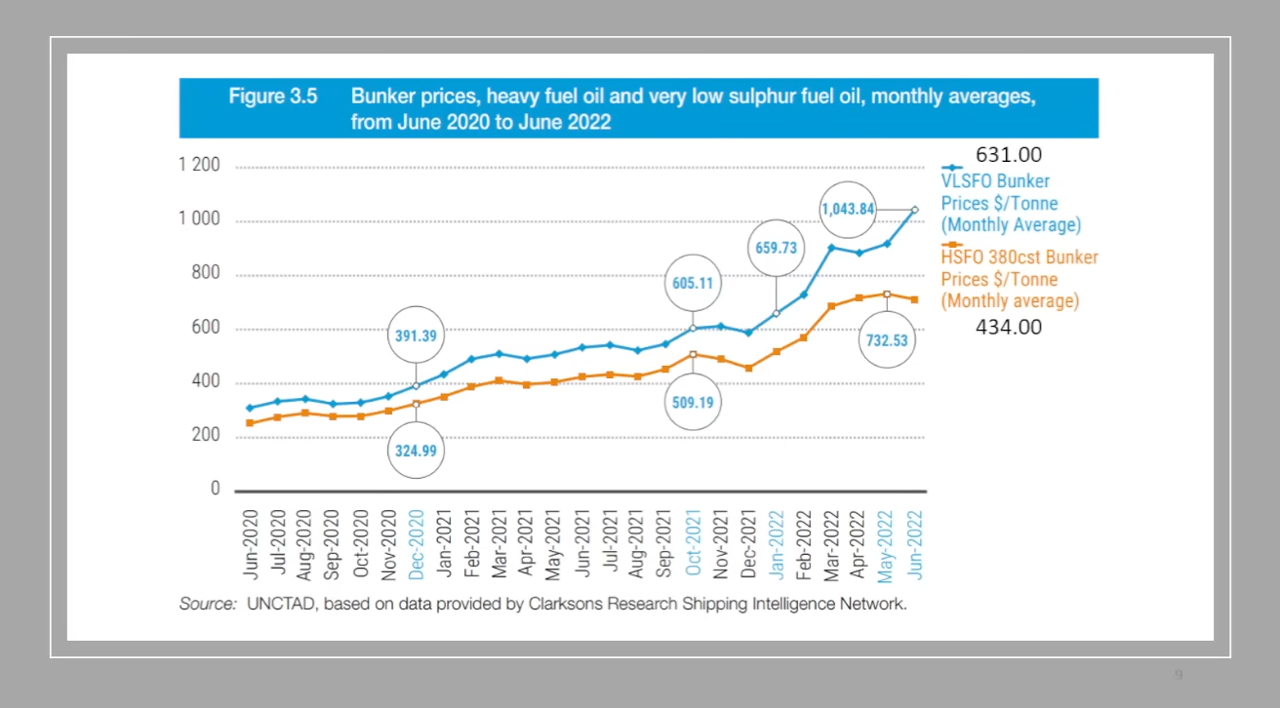 Figure 3.5 Bunker prices, heavy fuel oil and very low sulphur fuel oil, monthly averages,
from June 2020 to June 2022
631.00
VLSFO Bunker
Prices $/Tonne
(Monthly Average)
HSFO 380cst Bunker
Prices $/Tonne
(Monthly average)
434.00
1 200
1 000
800
600
400
200
0
391.39
324.99
605.11
509.19
659.73
1,043.84
732.53
Jun-2020
Jul-2020
Aug-2020
Sep-2020
Oct-2020
Nov-2020
Dec-2020
Jan-2021
Feb-2021
Mar-2021
Apr-2021
May-2021
Jun-2021
Jul-2021
Aug-2021
Sep-2021
Oct-2021
Nov-2021
Dec-2021
Jan-2022
Feb-2022
Mar-2022
Apr-2022
May-2022
Jun-2022
Source: UNCTAD, based on data provided by Clarksons Research Shipping Intelligence Network.
9